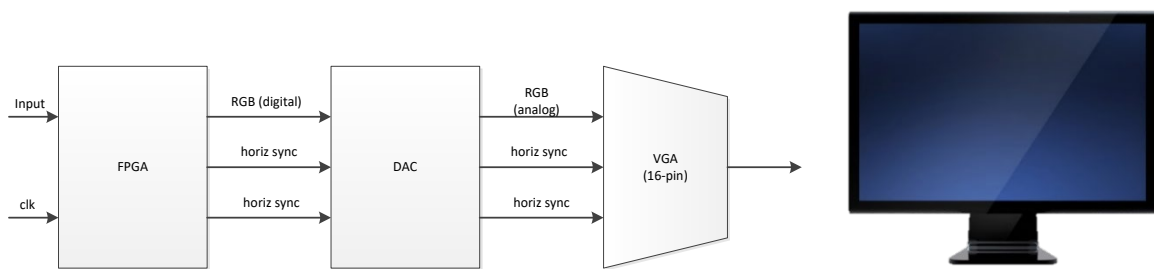 Input
clk
FPGA
RGB (digital)
horiz sync
horiz sync
DAC
RGB
(analog)
horiz sync
horiz sync
VGA
(16-pin)